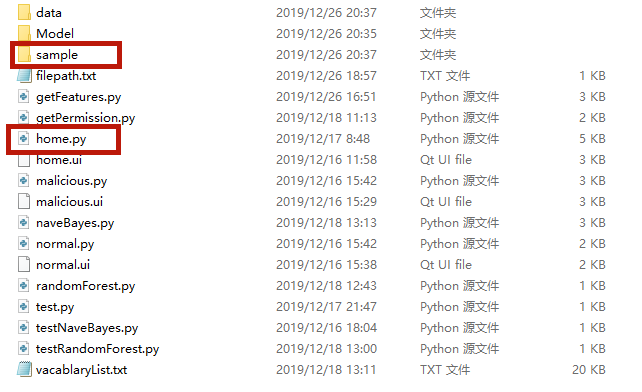 data 2019/12/26 20:37 文件夹
Model 2019/12/26 20:35 文件夹
sample 2019/12/26 20:37 文件夹
filepath.txt 2019/12/26 18:57 TXT 文件 1 KB
getFeatures.py 2019/12/26 16:51 Python 源文件 3 KB
getPermission.py 2019/12/18 11:13 Python 源文件 2 KB
home.py 2019/12/17 8:48 Python 源文件 5 KB
home.ui 2019/12/16 11:58 Qt UI file 2 KB
malicious.py 2019/12/16 15:42 Python 源文件 3 KB
malicious.ui 2019/12/16 15:29 Qt UI file 3 KB
naveBayes.py 2019/12/18 13:13 Python 源文件 3 KB
normal.py 2019/12/16 15:42 Python 源文件 2 KB
normal.ui 2019/12/16 15:38 Qt UI file 2 KB
randomForest.py 2019/12/18 12:43 Python 源文件 1 KB
test.py 2019/12/17 21:47 Python 源文件 1 KB
testNaveBayes.py 2019/12/16 18:04 Python 源文件 2 KB
testRandomForest.py 2019/12/18 13:00 Python 源文件 2 KB
vacablaryList.txt 2019/12/18 13:11 TXT 文件 20 KB